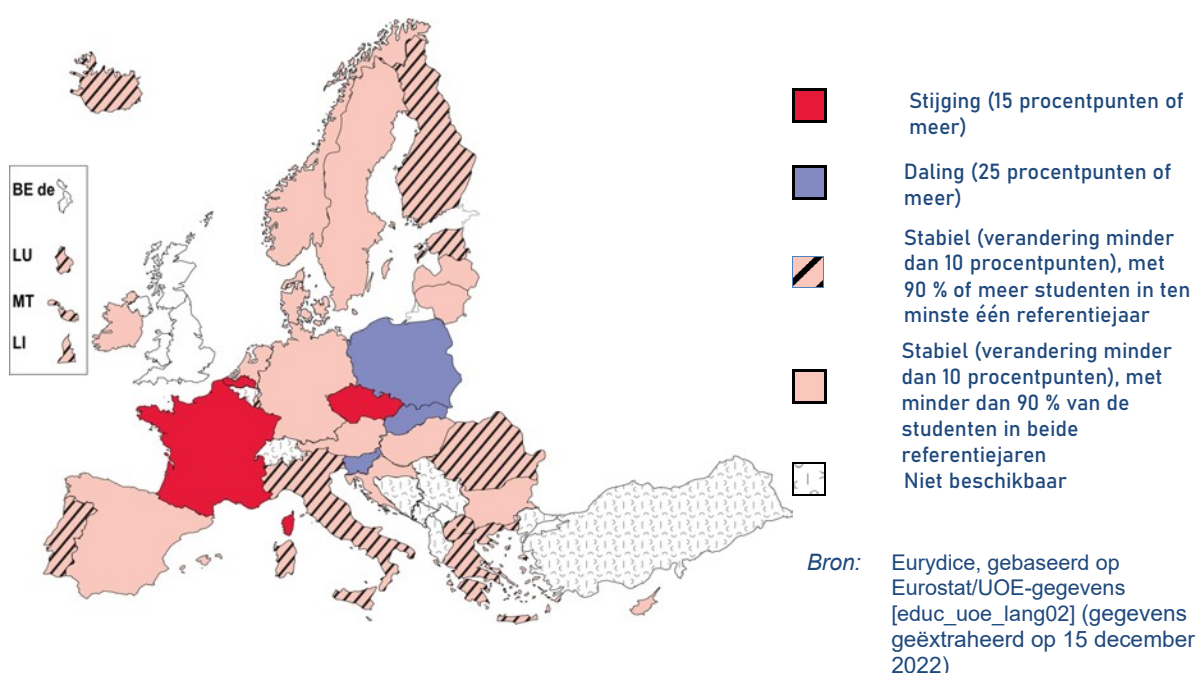 BE de
LU
MT
LI
Stijging (15 procentpunten of
meer)
Daling (25 procentpunten of
meer)
Stabiel (verandering minder
dan 10 procentpunten), met
90 % of meer studenten in ten
minste één referentiejaar
Stabiel (verandering minder
dan 10 procentpunten), met
minder dan 90 % van de
studenten in beide
referentiejaren
Niet beschikbaar
Bron: Eurydice, gebaseerd op
Eurostat/UOE-gegevens
[educ_uoe_lang02] (gegevens
geëxtraheerd op 15 december
2022)